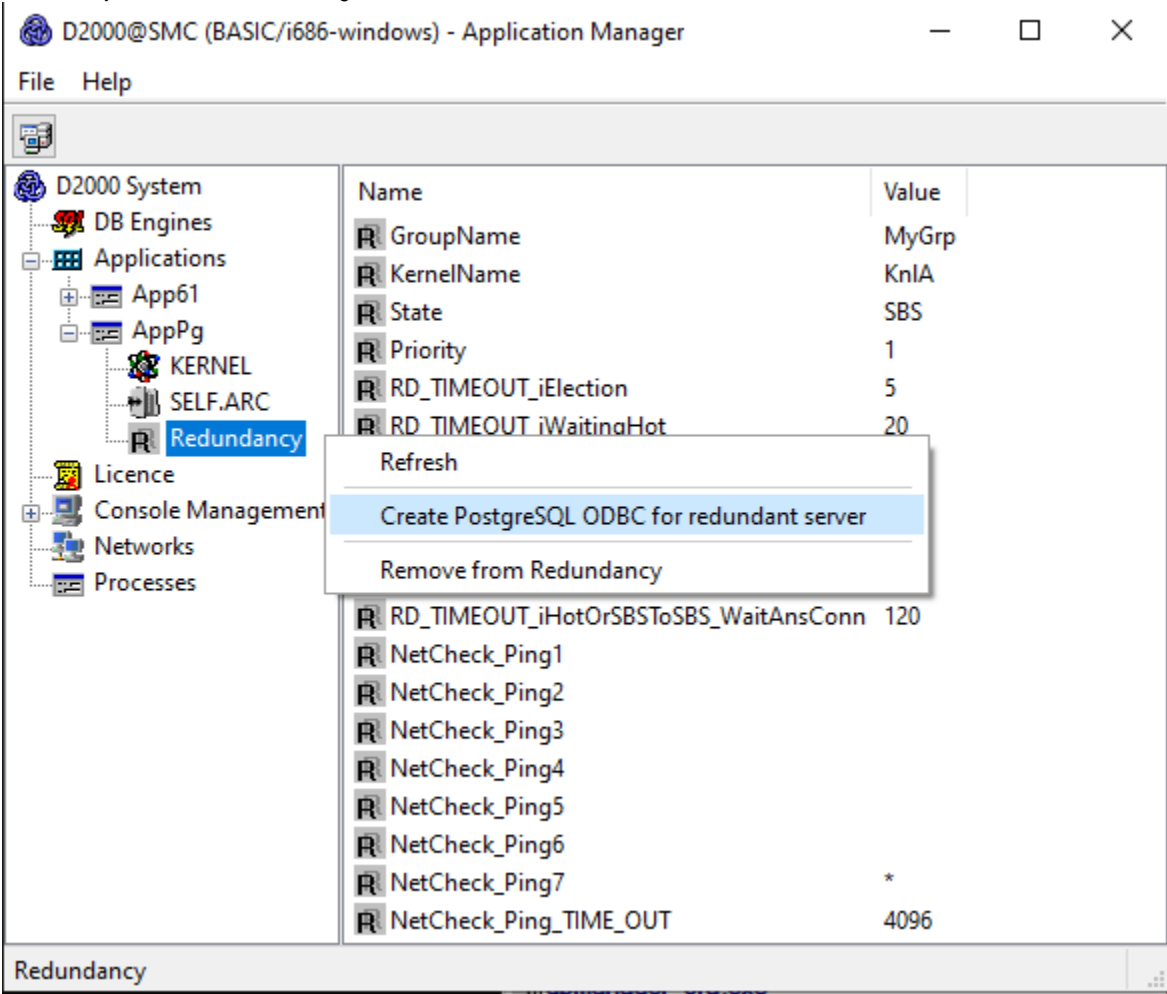 D2000@SMC (BASIC/i686-windows) - Application Manager
File Help
D2000 System
DB Engines
Applications
App61
AppPg
KERNEL
SELF.ARC
Redundancy
Licence
Console Management
Networks
Processes
Name Value
GroupName MyGrp
KernelName KnlA
State SBS
Priority 1
RD_TIMEOUT_iElection 5
RD_TIMEOUT_iWaitingHot 20
Refresh
Create PostgreSQL ODBC for redundant server
Remove from Redundancy
RD_TIMEOUT_iHotOrSBSToSBS_WaitAnsConn 120
NetCheck_Ping1
NetCheck_Ping2
NetCheck_Ping3
NetCheck_Ping4
NetCheck_Ping5
NetCheck_Ping6
NetCheck_Ping7 *
NetCheck_Ping_TIME_OUT 4096
Redundancy